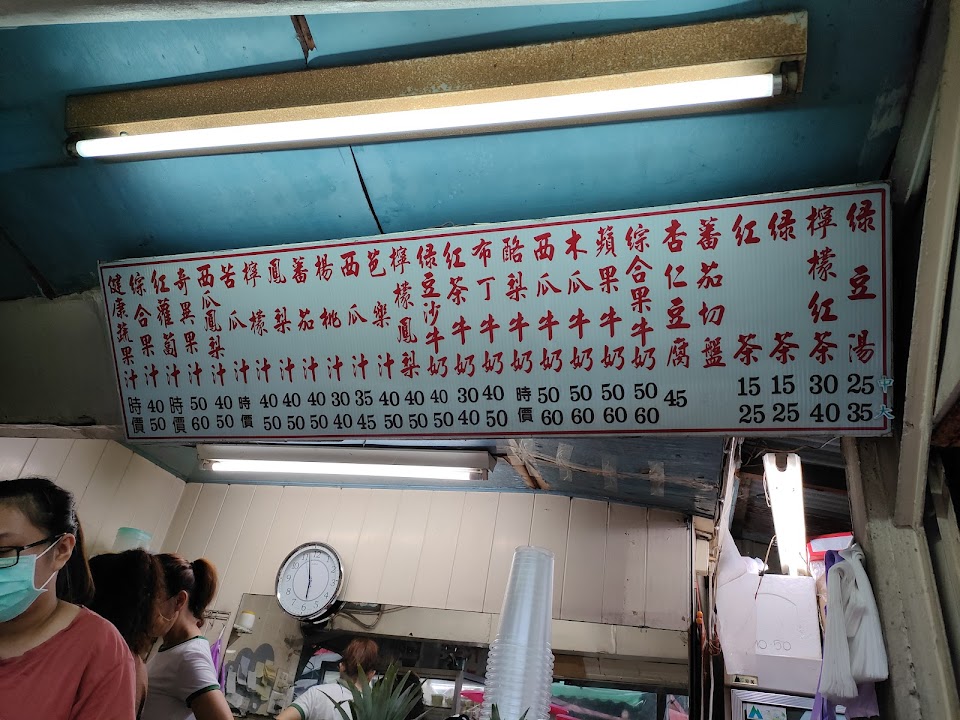 中 大
綠豆湯 25 35
檸檬紅茶 30 40
綠茶 15 25
紅茶 15 25
蕃茄切盤
杏仁豆腐 45
綜合果牛奶 50 60
蘋果牛奶 50 60
木瓜牛奶 50 60
西瓜牛奶 50 60
酪梨牛奶 時價
布丁牛奶 40 50
紅茶牛奶 30 40
綠豆沙牛奶 40 50
檸檬鳳梨 40 50
芭樂汁 40 50
西瓜汁 35 45
楊桃汁 30 40
蕃茄汁 40 50
鳳梨汁 40 50
檸檬汁 40 50
苦瓜汁 時價
西瓜鳳梨汁 40 50
奇異果汁 50 60
紅蘿蔔汁 時價
綜合果汁 40 50
健康蔬果汁 時價
10.50